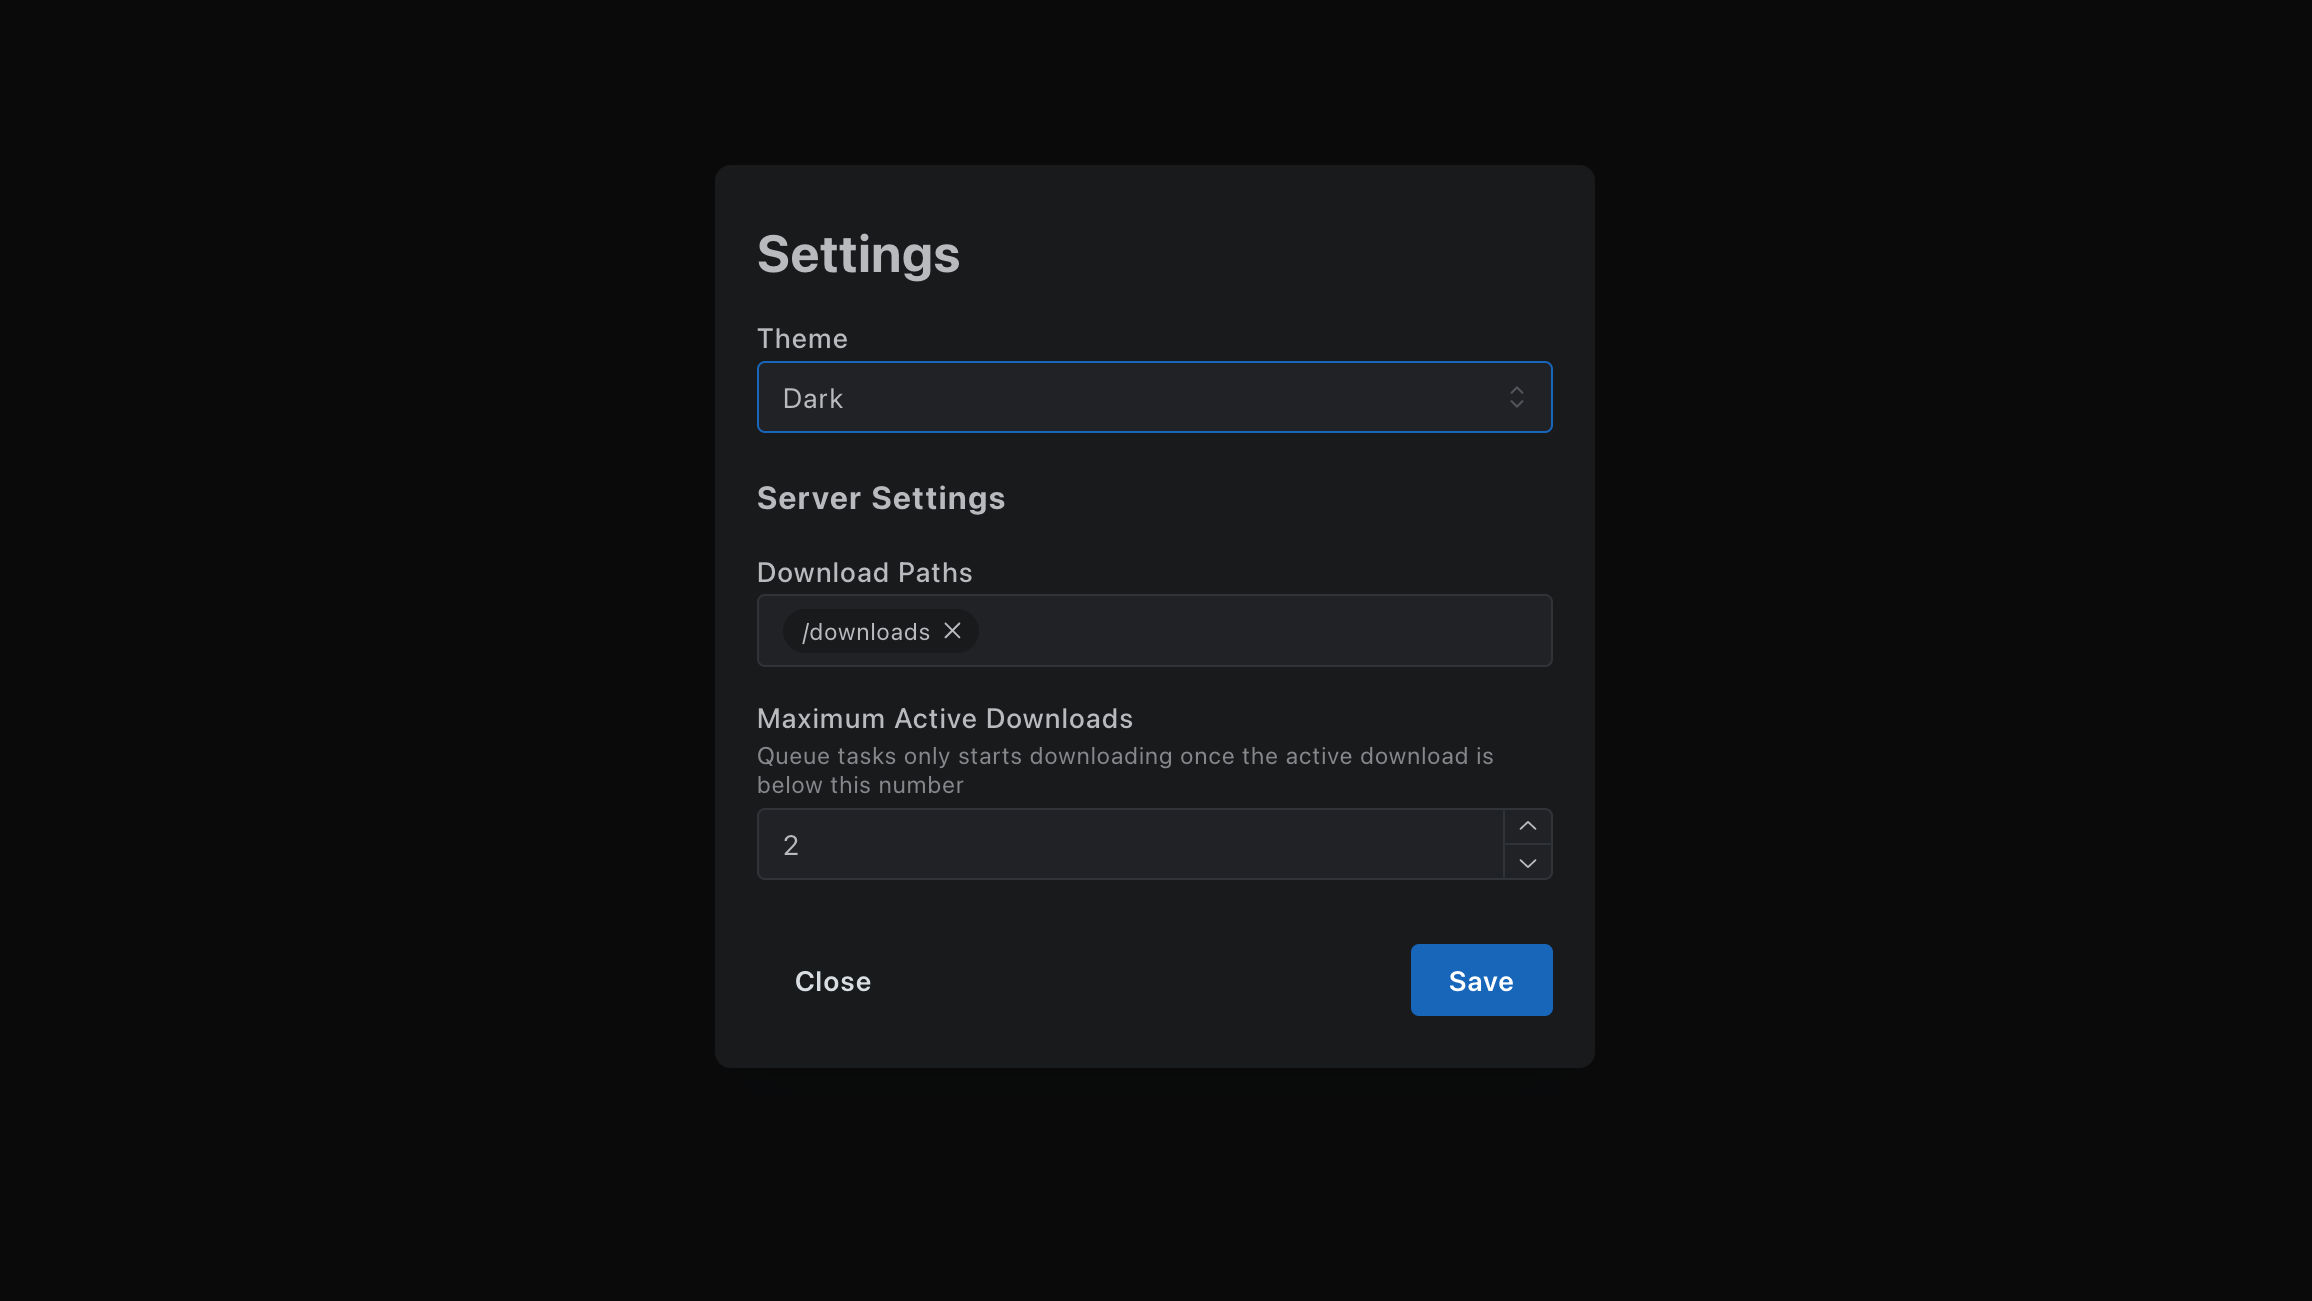 Settings
Theme
Dark
Server Settings
Download Paths
/downloads
Maximum Active Downloads
Queue tasks only starts downloading once the active download is
below this number
2
Close
Save